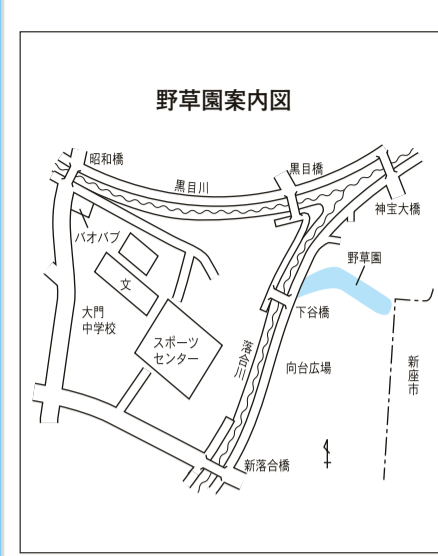 野草園案内図
昭和橋
黒目橋
黒目川
神宝大橋
バオバブ
野草園
文
大門
中学校
下谷橋
スポーツ
センター
落合川
向台広場
新座市
新落合橋